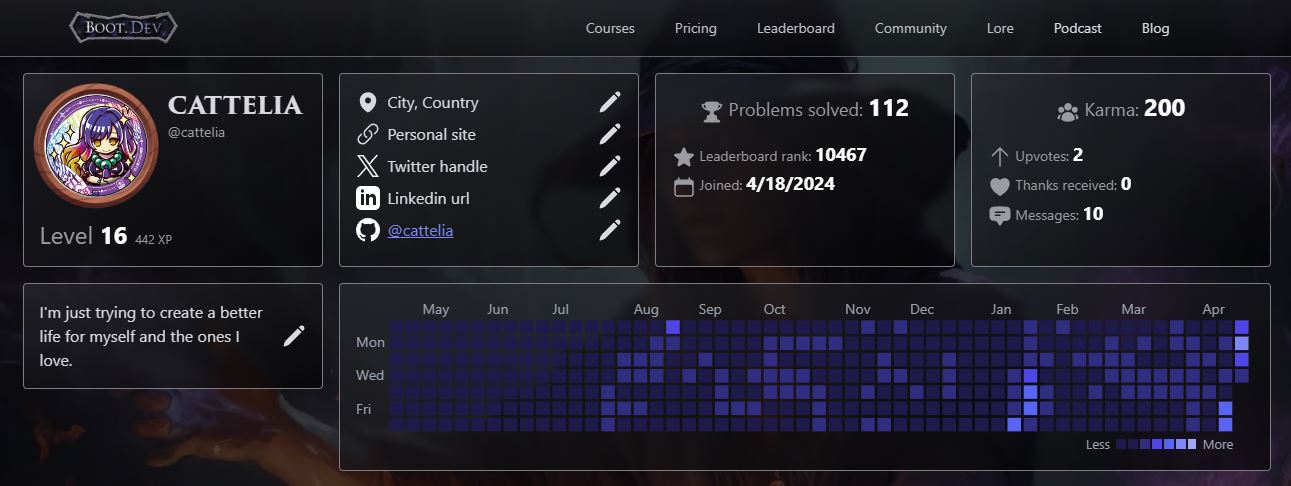 BOOT.DEV
Courses
Pricing
Leaderboard
Community
Lore
Podcast
Blog
CATTELIA
@cattelia
Level 16 442 XP
City, Country
Personal site
Twitter handle
Linkedin url
@cattelia
Problems solved: 112
Leaderboard rank: 10467
Joined: 4/18/2024
Karma: 200
Upvotes: 2
Thanks received: 0
Messages: 10
I'm just trying to create a better
life for myself and the ones I
love.
May Jun Jul Aug Sep Oct Nov Dec Jan Feb Mar Apr
Mon
Wed
Fri
Less More